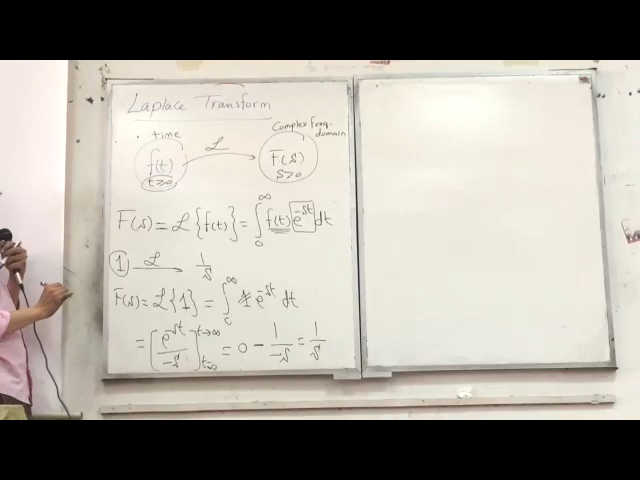 Laplace Transform
time
Complex freq. domain
f(t) ℒ F(s)
t≥0 s>0
F(s) = ℒ{f(t)} = ∫₀^∞ f(t) e^{-st} dt
1 ℒ 1/s
F(s) = ℒ{1} = ∫₀^∞ 1 e^{-st} dt
= [e^{-st}/-s]_{t=0}^{t→∞} = 0 - 1/-s = 1/s